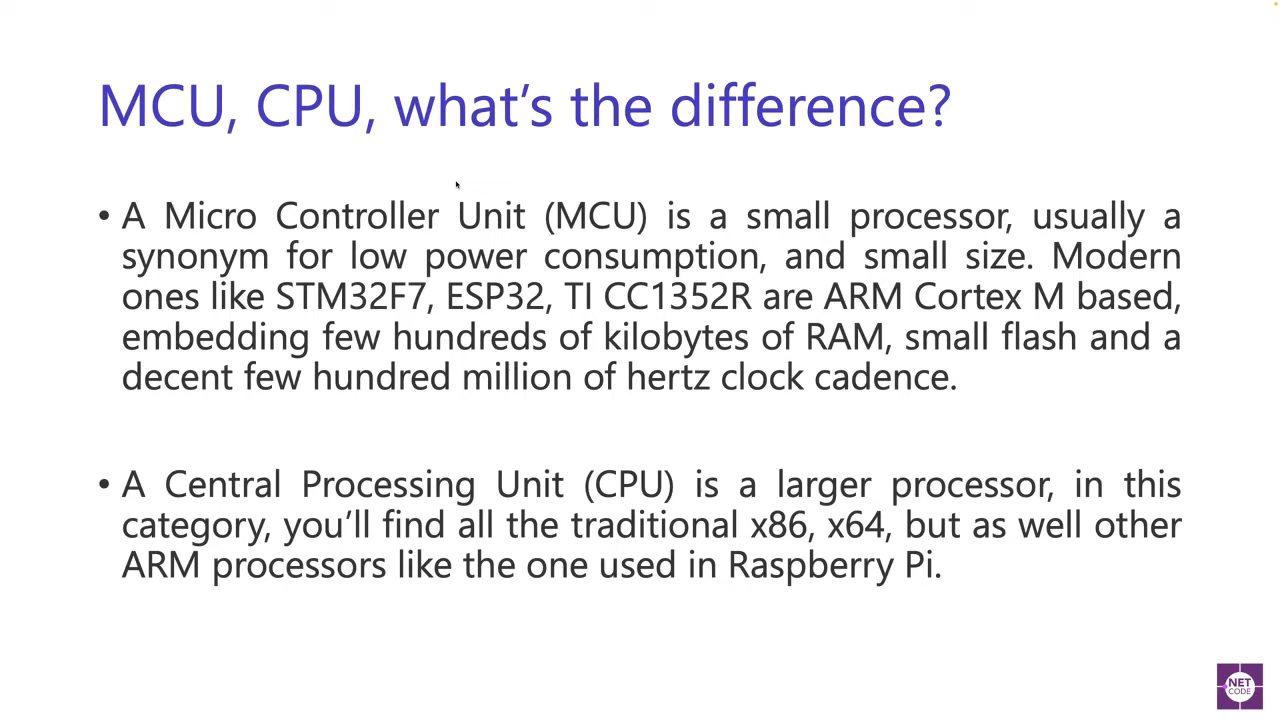 MCU, CPU, what's the difference?
• A Micro Controller Unit (MCU) is a small processor, usually a
synonym for low power consumption, and small size. Modern
ones like STM32F7, ESP32, TI CC1352R are ARM Cortex M based,
embedding few hundreds of kilobytes of RAM, small flash and a
decent few hundred million of hertz clock cadence.
• A Central Processing Unit (CPU) is a larger processor, in this
category, you'll find all the traditional x86, x64, but as well other
ARM processors like the one used in Raspberry Pi.
NET
CODE